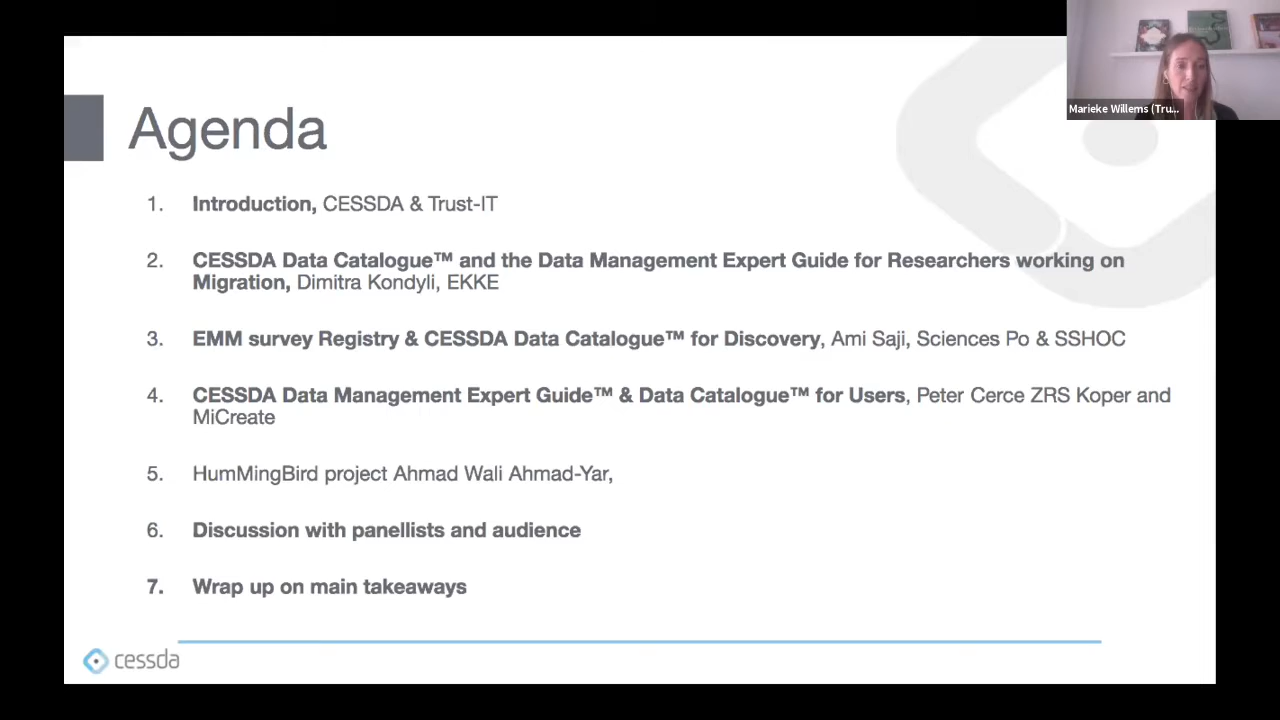 Marieke Willems (Tru...
Agenda
1. Introduction, CESSDA & Trust-IT
2. CESSDA Data Catalogue™ and the Data Management Expert Guide for Researchers working on
Migration, Dimitra Kondyli, EKKE
3. EMM survey Registry & CESSDA Data Catalogue™ for Discovery, Ami Saji, Sciences Po & SSHOC
4. CESSDA Data Management Expert Guide™ & Data Catalogue™ for Users, Peter Cerce ZRS Koper and
MiCreate
5. HumMingBird project Ahmad Wali Ahmad-Yar,
6. Discussion with panellists and audience
7. Wrap up on main takeaways
cessda